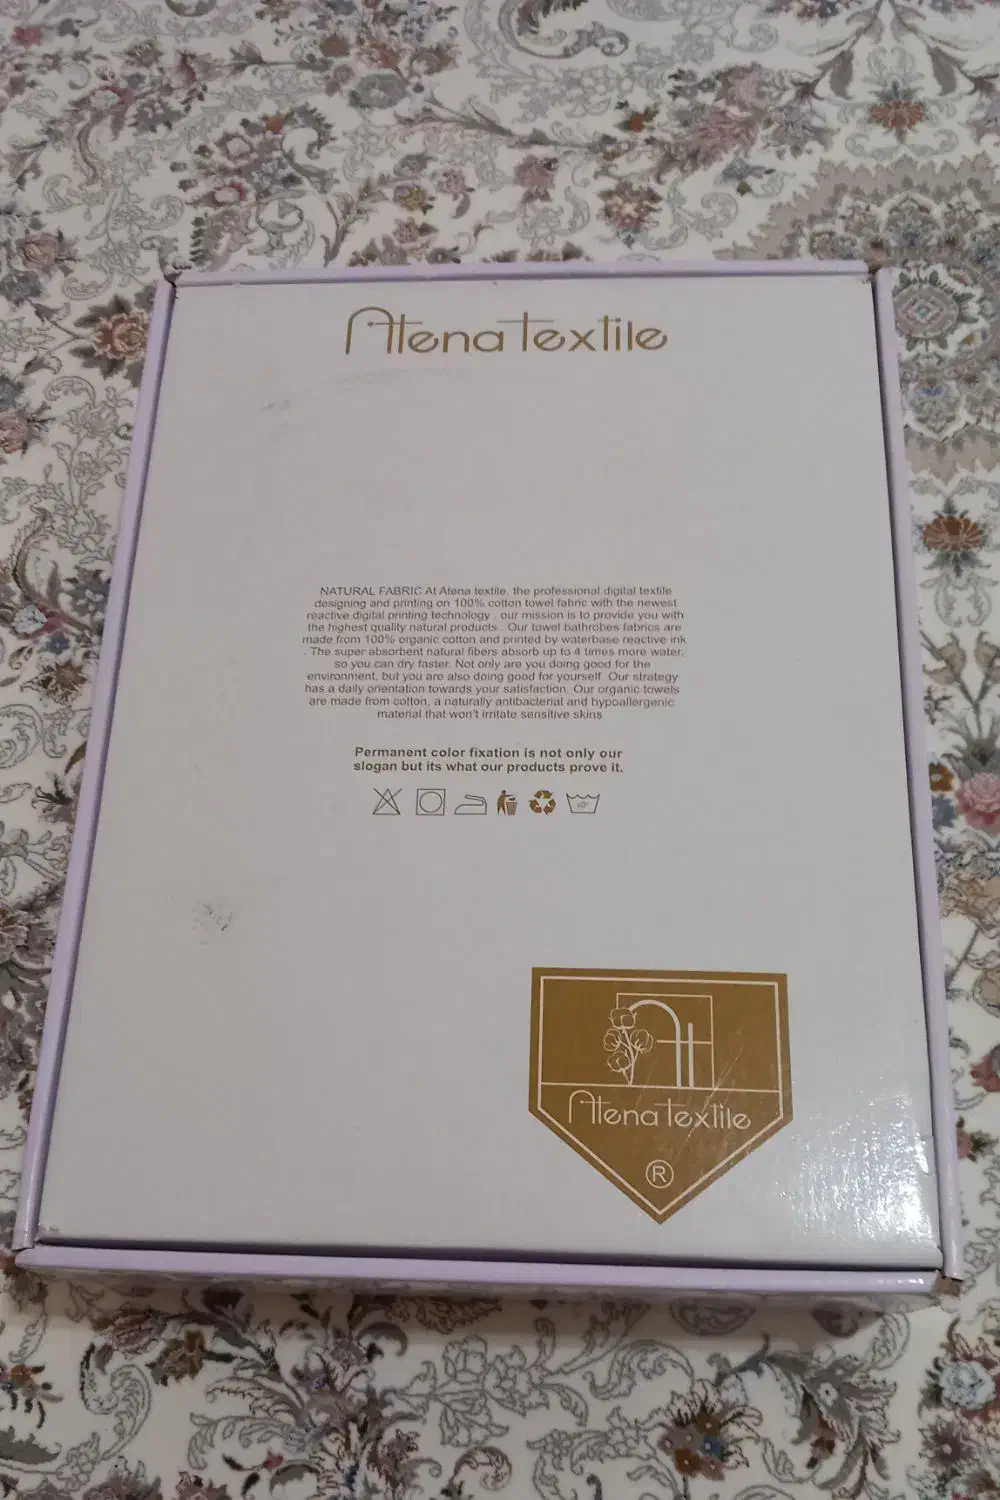 Atena Textile
NATURAL FABRIC At Atena textile, the professional digital textile
designing and printing on 100% cotton towel fabric with the newest
reactive digital printing technology , our mission is to provide you with
the highest quality natural products . Our towel bathrobes fabrics are
made from 100% organic cotton and printed by waterbase reactive ink
. The super absorbent natural fibers absorb up to 4 times more water,
so you can dry faster. Not only are you doing good for the
environment, but you are also doing good for yourself. Our strategy
has a daily orientation towards your satisfaction. Our organic towels
are made from cotton, a naturally antibacterial and hypoallergenic
material that won't irritate sensitive skins
Permanent color fixation is not only our
slogan but its what our products prove it.
At
Atena Textile
®